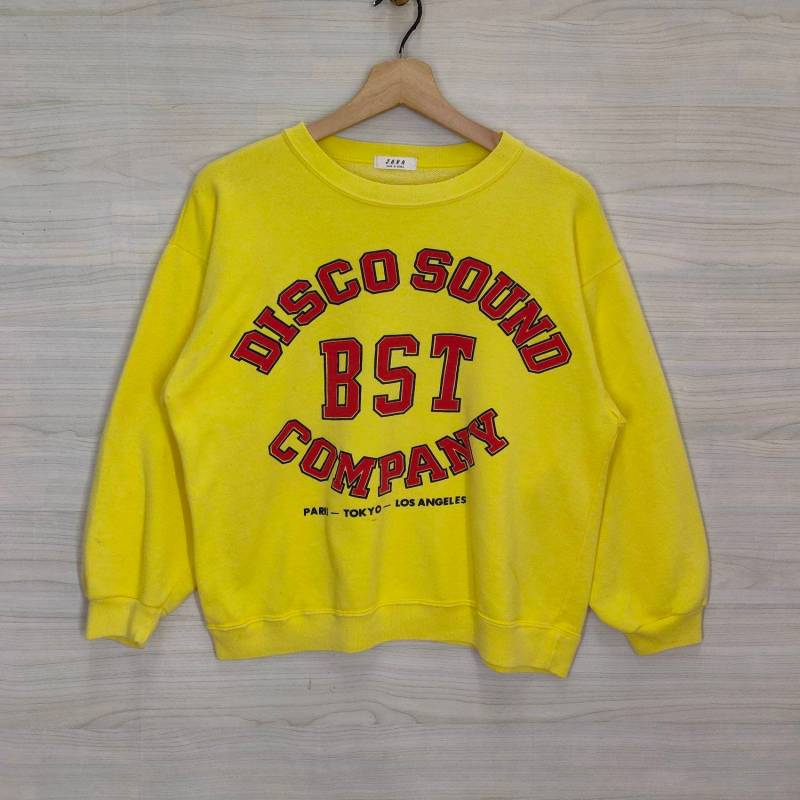 DISCO SOUND
BST
COMPANY
PARIS — TOKYO — LOS ANGELES